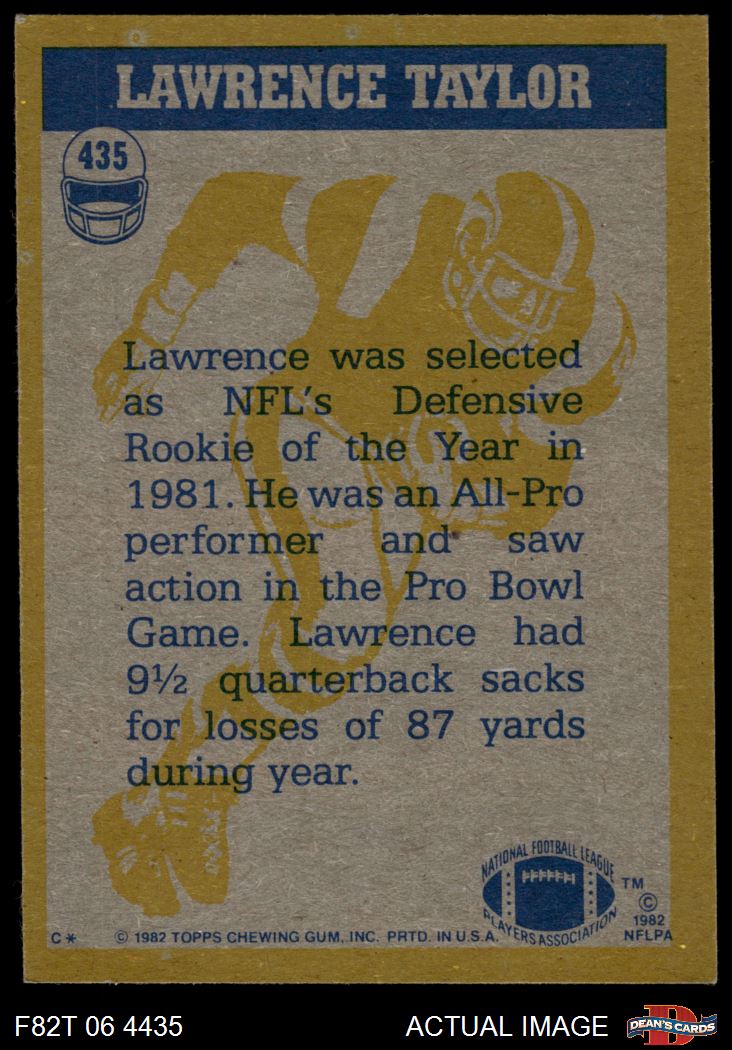 LAWRENCE TAYLOR
435
Lawrence was selected
as NFL's Defensive
Rookie of the Year in
1981. He was an All-Pro
performer and saw
action in the Pro Bowl
Game. Lawrence had
9½ quarterback sacks
for losses of 87 yards
during year.
NATIONAL FOOTBALL LEAGUE
PLAYERS ASSOCIATION
TM
©
1982
NFLPA
C* © 1982 TOPPS CHEWING GUM, INC. PRTD. IN U.S.A.
F82T 06 4435 ACTUAL IMAGE
D
DEAN'S CARDS